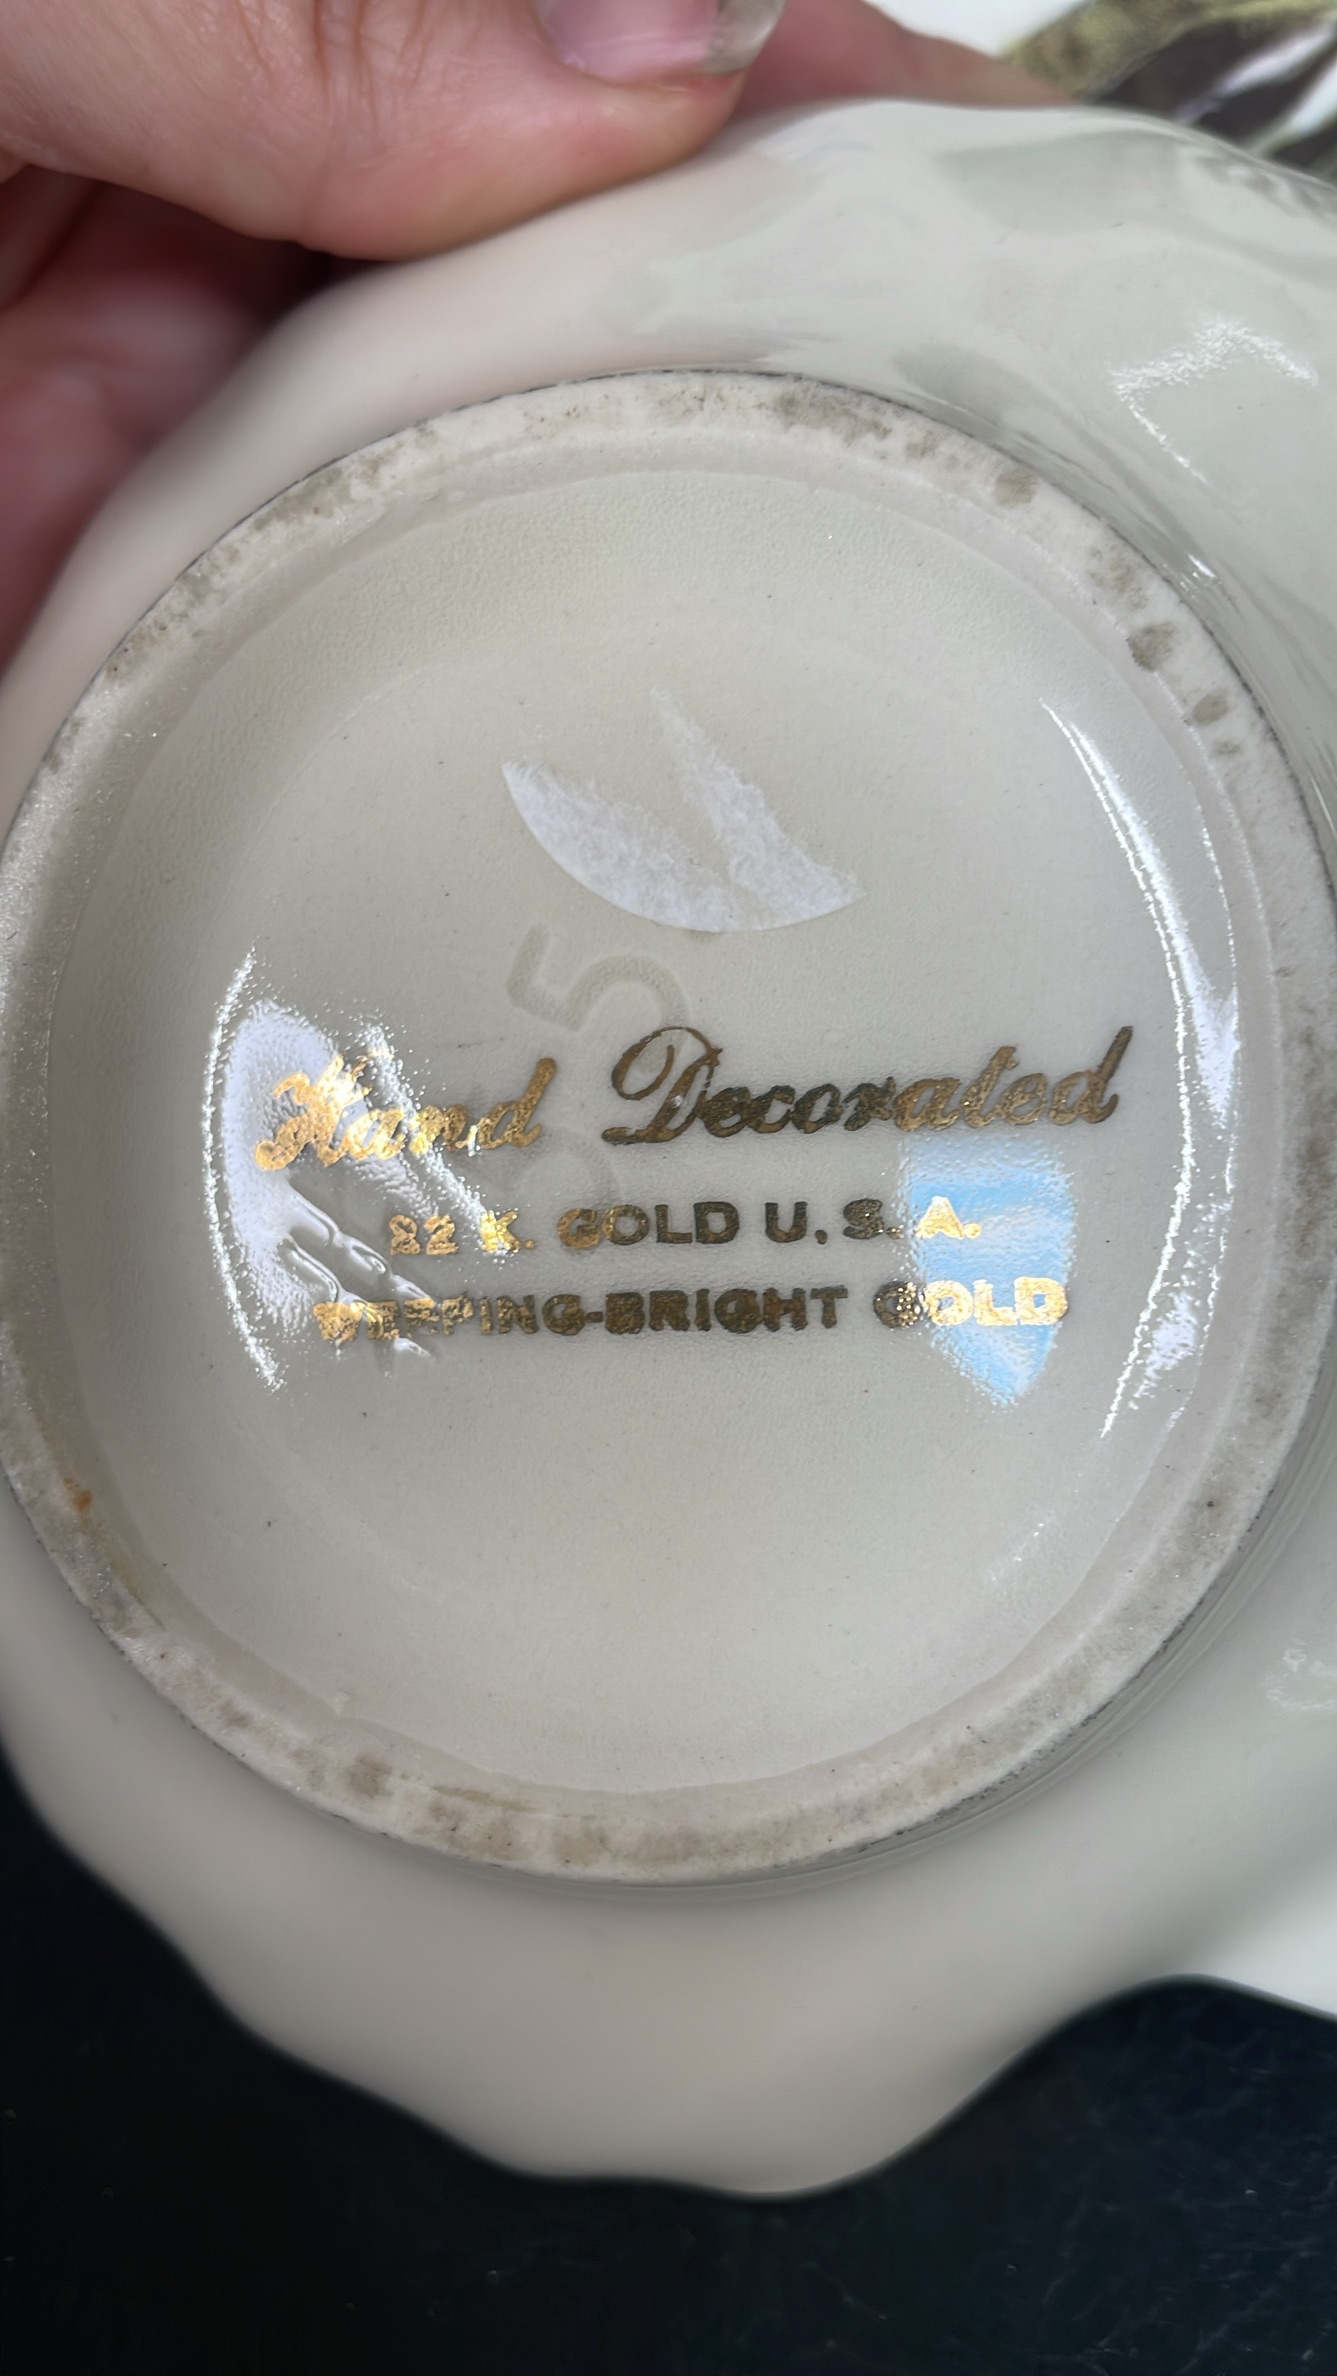 Hand Decorated
22 K. GOLD U. S. A.
WEEPING-BRIGHT GOLD